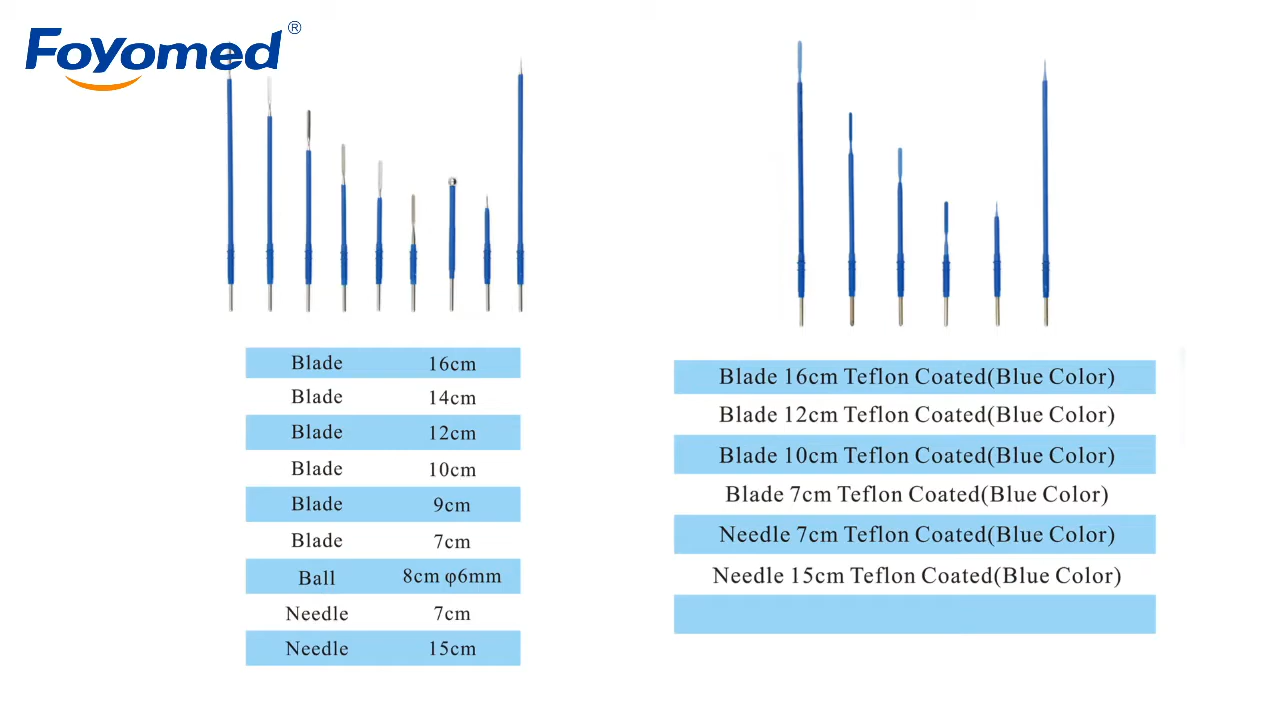 Foyomed®
Blade 16cm
Blade 14cm
Blade 12cm
Blade 10cm
Blade 9cm
Blade 7cm
Ball 8cm φ6mm
Needle 7cm
Needle 15cm
Blade 16cm Teflon Coated(Blue Color)
Blade 12cm Teflon Coated(Blue Color)
Blade 10cm Teflon Coated(Blue Color)
Blade 7cm Teflon Coated(Blue Color)
Needle 7cm Teflon Coated(Blue Color)
Needle 15cm Teflon Coated(Blue Color)